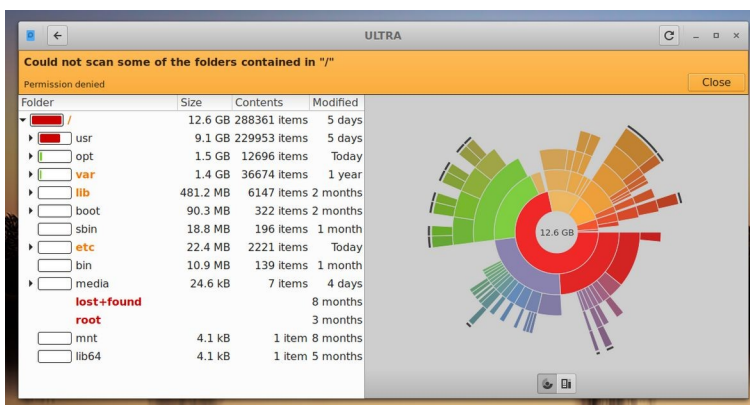 ULTRA
Could not scan some of the folders contained in "/"
Permission denied
Close
Folder Size Contents Modified
/ 12.6 GB 288361 items 5 days
usr 9.1 GB 229953 items 5 days
opt 1.5 GB 12696 items Today
var 1.4 GB 36674 items 1 year
lib 481.2 MB 6147 items 2 months
boot 90.3 MB 322 items 2 months
sbin 18.8 MB 196 items 1 month
etc 22.4 MB 2221 items Today
bin 10.9 MB 139 items 1 month
media 24.6 kB 7 items 4 days
lost+found 8 months
root 3 months
mnt 4.1 kB 1 item 8 months
lib64 4.1 kB 1 item 5 months
12.6 GB